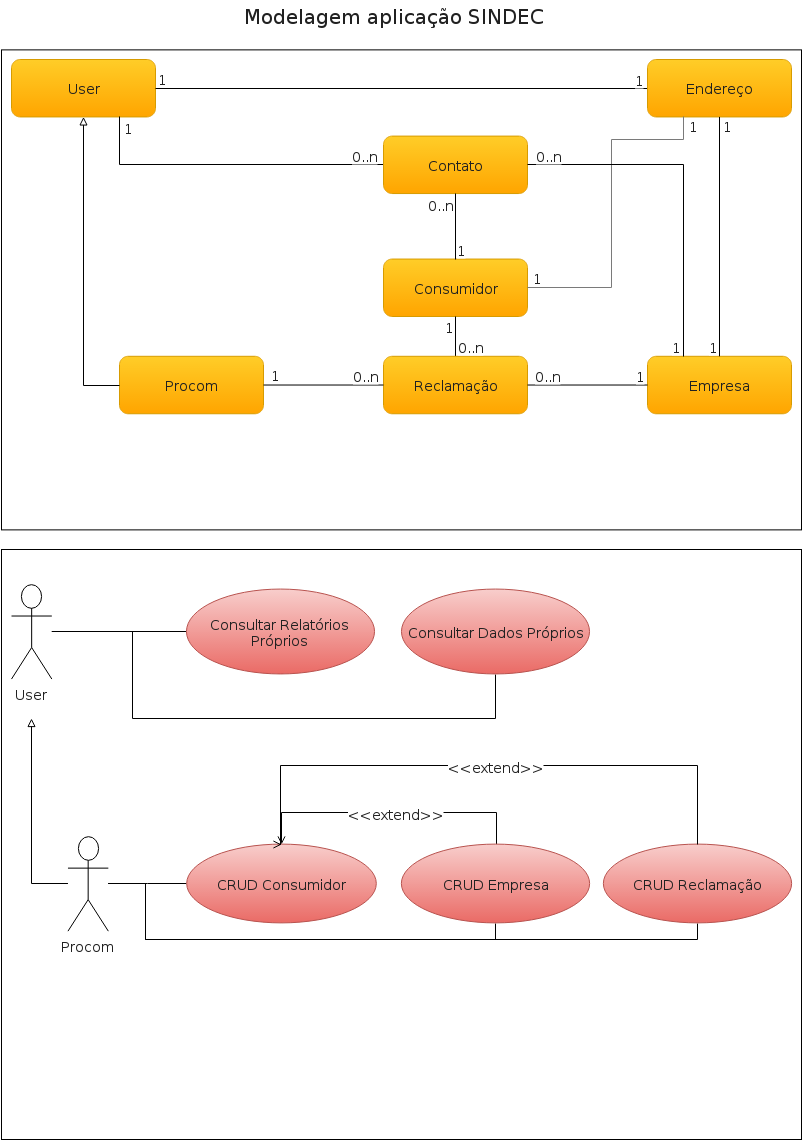 Modelagem aplicação SINDEC
User
1
1
Endereço
1
1
1
0..n
Contato
0..n
0..n
1
Consumidor
1
1
0..n
1
1
Procom
1
0..n
Reclamação
0..n
1
Empresa
Consultar Relatórios
Próprios
Consultar Dados Próprios
User
<<extend>>
<<extend>>
CRUD Consumidor
CRUD Empresa
CRUD Reclamação
Procom